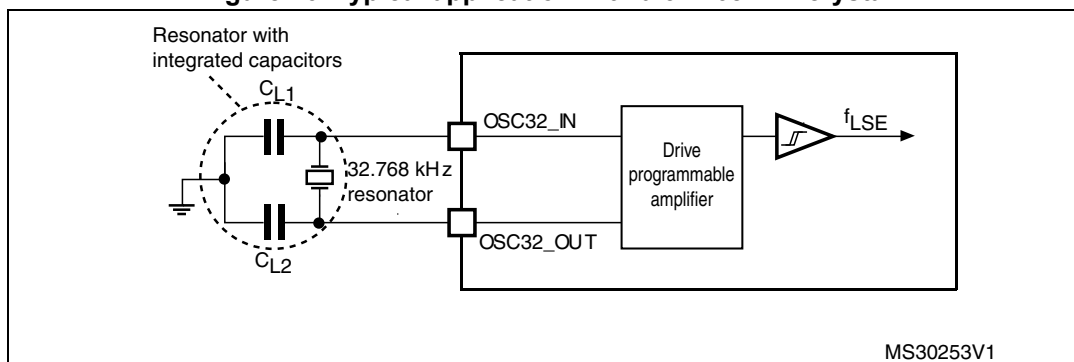 Resonator with
integrated capacitors
CL1
OSC32_IN
fLSE
Drive
programmable
amplifier
32.768 kHz
resonator
OSC32_OUT
CL2
MS30253V1